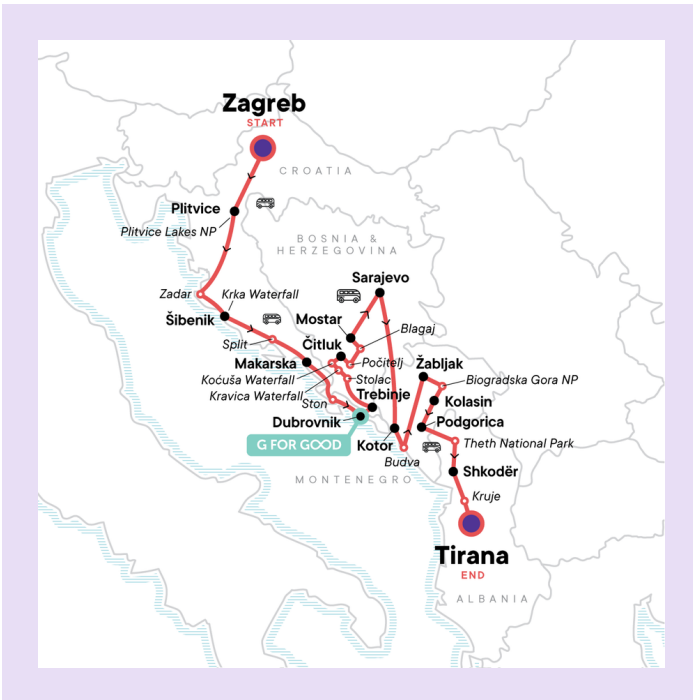 Zagreb
START
CROATIA
Plitvice
Plitvice Lakes NP
BOSNIA &
HERZEGOVINA
Sarajevo
Zadar
Krka Waterfall
Šibenik
Mostar
Blagaj
Split
Čitluk
Makarska
Počitelj
Žabljak
Koćuša Waterfall
Stolac
Biogradska Gora NP
Kravica Waterfall
Trebinje
Ston
Kolasin
Dubrovnik
Podgorica
G FOR GOOD
Kotor
Theth National Park
Budva
Shkodër
MONTENEGRO
Kruje
Tirana
END
ALBANIA